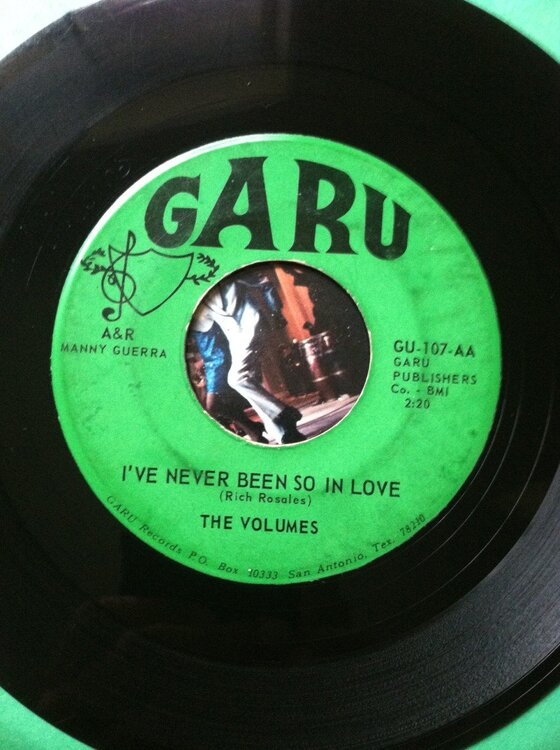 GARU
A&R
MANNY GUERRA
GU-107-AA
GARU
PUBLISHERS
Co. - BMI
2:20
I'VE NEVER BEEN SO IN LOVE
(Rich Rosales)
THE VOLUMES
GARU Records P.O. Box 10333 San Antonio, Tex. 78210